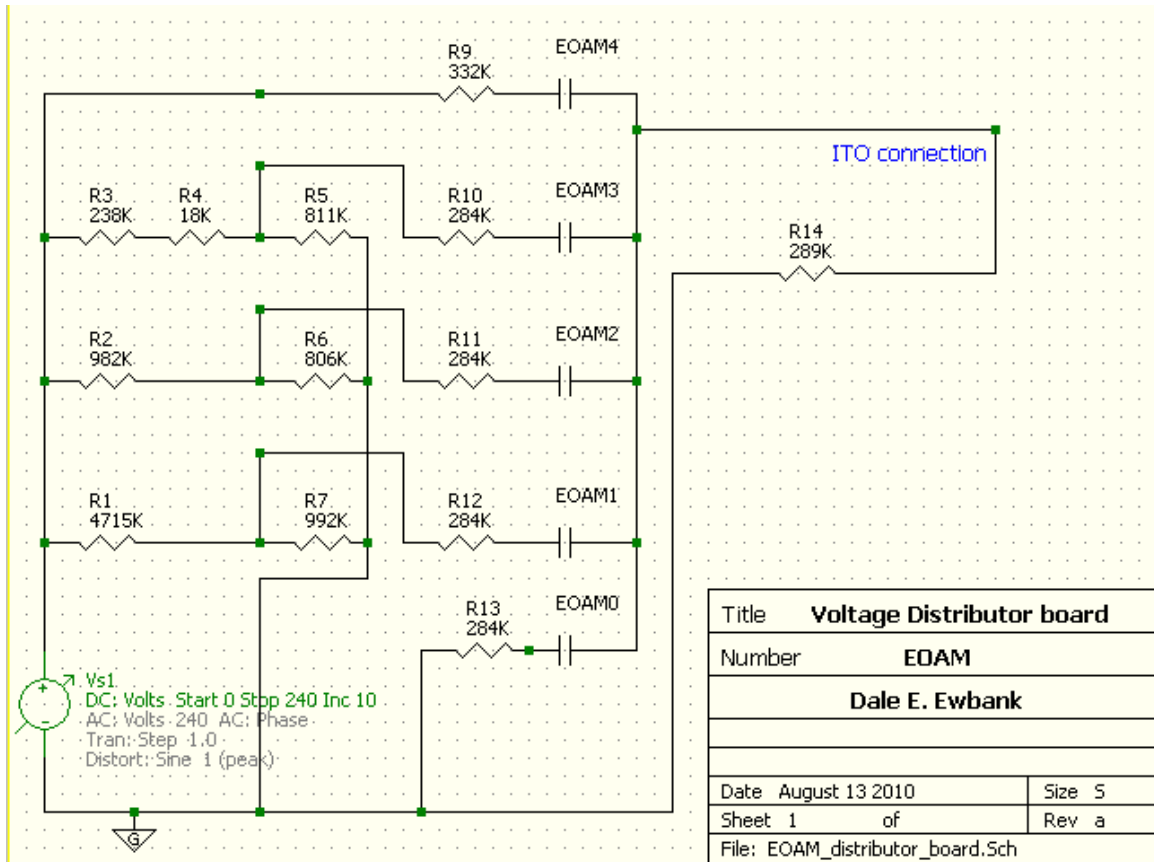 R9
332K
EOAM4
ITO connection
R3
238K
R4
18K
R5
811K
R10
284K
EOAM3
R14
289K
R2
982K
R6
806K
R11
284K
EOAM2
R1
4715K
R7
992K
R12
284K
EOAM1
R13
284K
EOAM0
Vs1
DC: Volts Start 0 Stop 240 Inc 10
AC: Volts 240 AC: Phase
Tran: Step 1.0
Distort: Sine 1 (peak)
G
Title Voltage Distributor board
Number EOAM
Dale E. Ewbank
Date August 13 2010 Size S
Sheet 1 of Rev a
File: EOAM_distributor_board.Sch